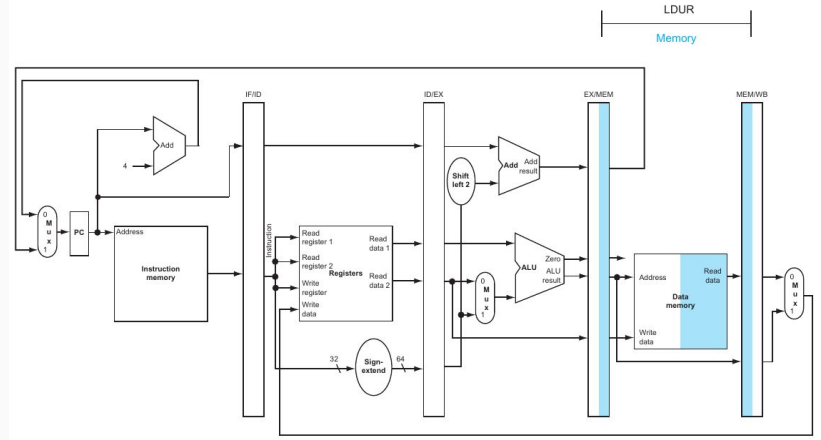 LDUR
Memory
IF/ID
ID/EX
EX/MEM
MEM/WB
Add
4
Shift
left 2
Add
Add
result
0
M
u
x
1
PC
Address
Instruction
memory
Instruction
Read
register 1
Read
register 2
Write
register
Write
data
Registers
Read
data 1
Read
data 2
0
M
u
x
1
Zero
ALU
ALU
result
Address
Write
data
Data
memory
Read
data
0
M
u
x
1
32
Sign-
extend
64